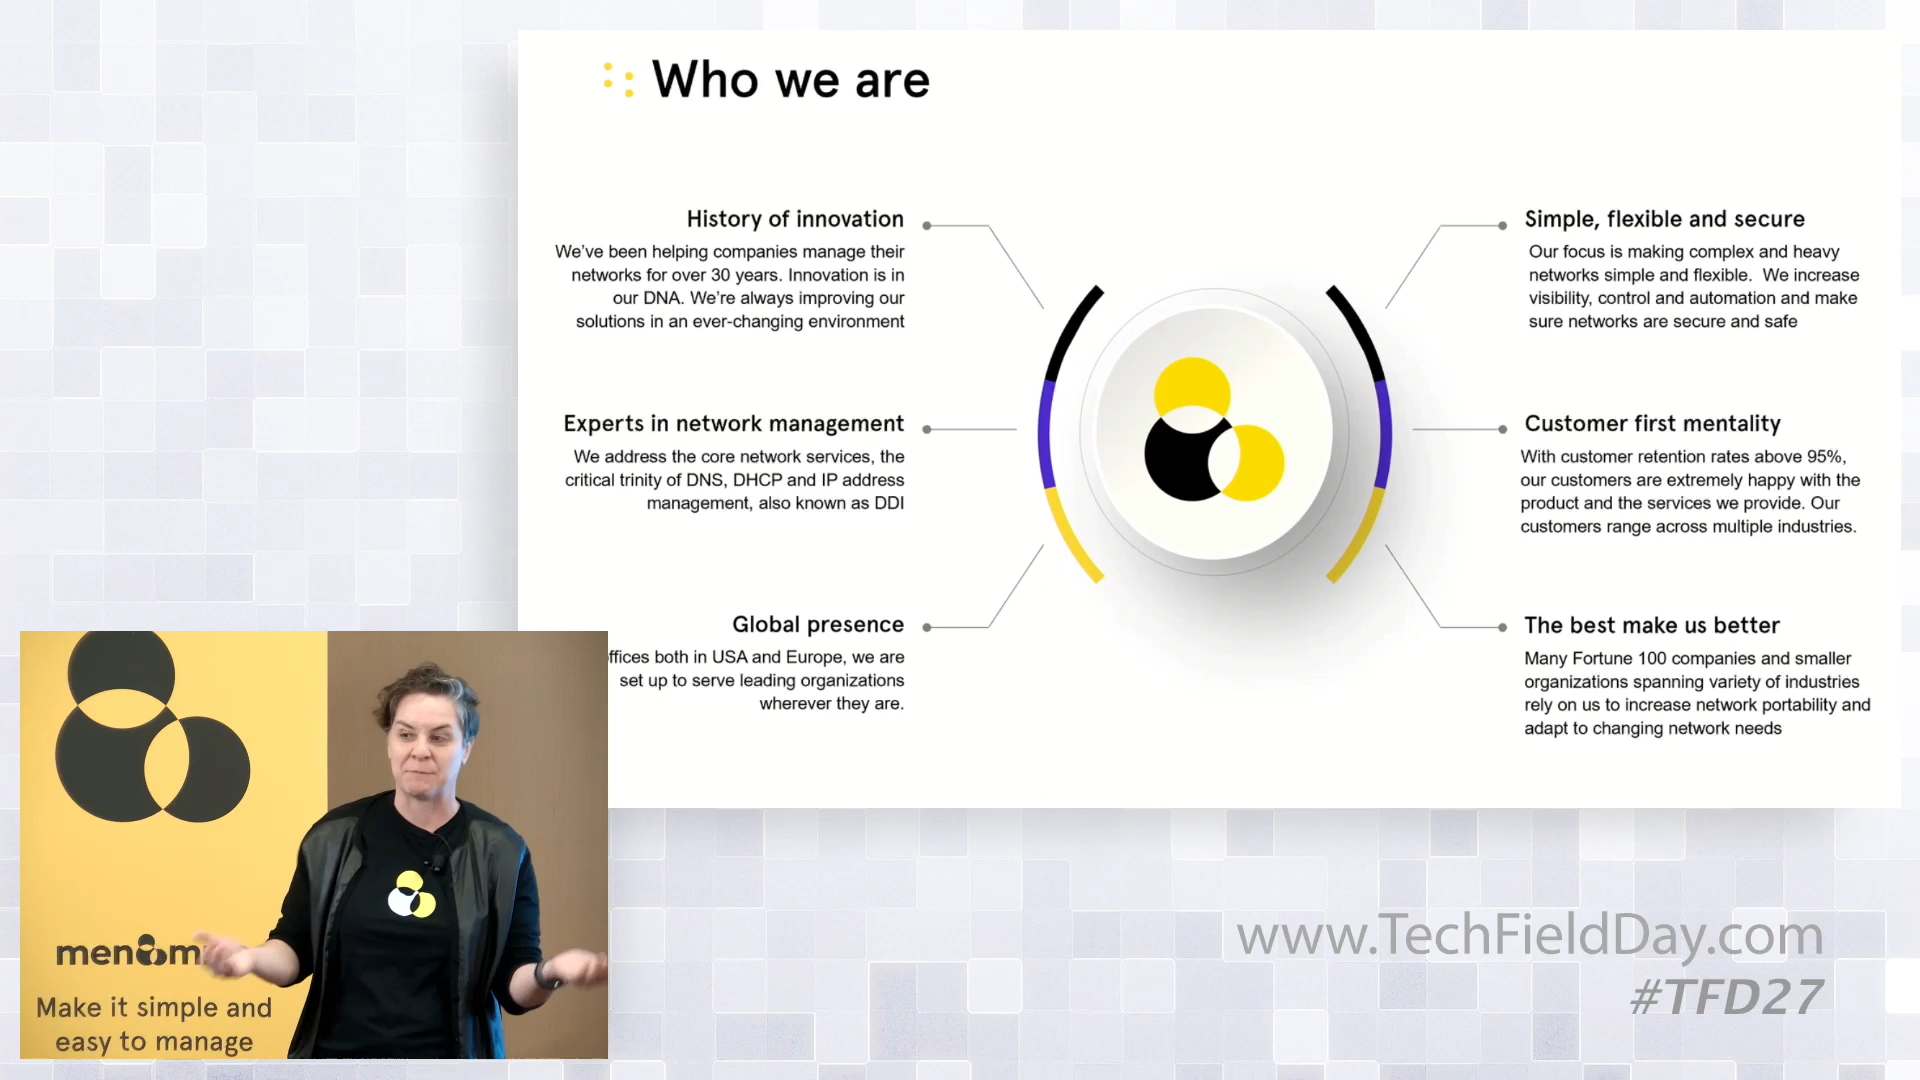 Who we are
History of innovation
We've been helping companies manage their
networks for over 30 years. Innovation is in
our DNA. We're always improving our
solutions in an ever-changing environment
Experts in network management
We address the core network services, the
critical trinity of DNS, DHCP and IP address
management, also known as DDI
Global presence
both in USA and Europe, we are
set up to serve leading organizations
wherever they are.
Simple, flexible and secure
Our focus is making complex and heavy
networks simple and flexible. We increase
visibility, control and automation and make
sure networks are secure and safe
Customer first mentality
With customer retention rates above 95%,
our customers are extremely happy with the
product and the services we provide. Our
customers range across multiple industries.
The best make us better
Many Fortune 100 companies and smaller
organizations spanning variety of industries
rely on us to increase network portability and
adapt to changing network needs
Make it simple and
easy to manage
www.TechFieldDay.com
#TFD27